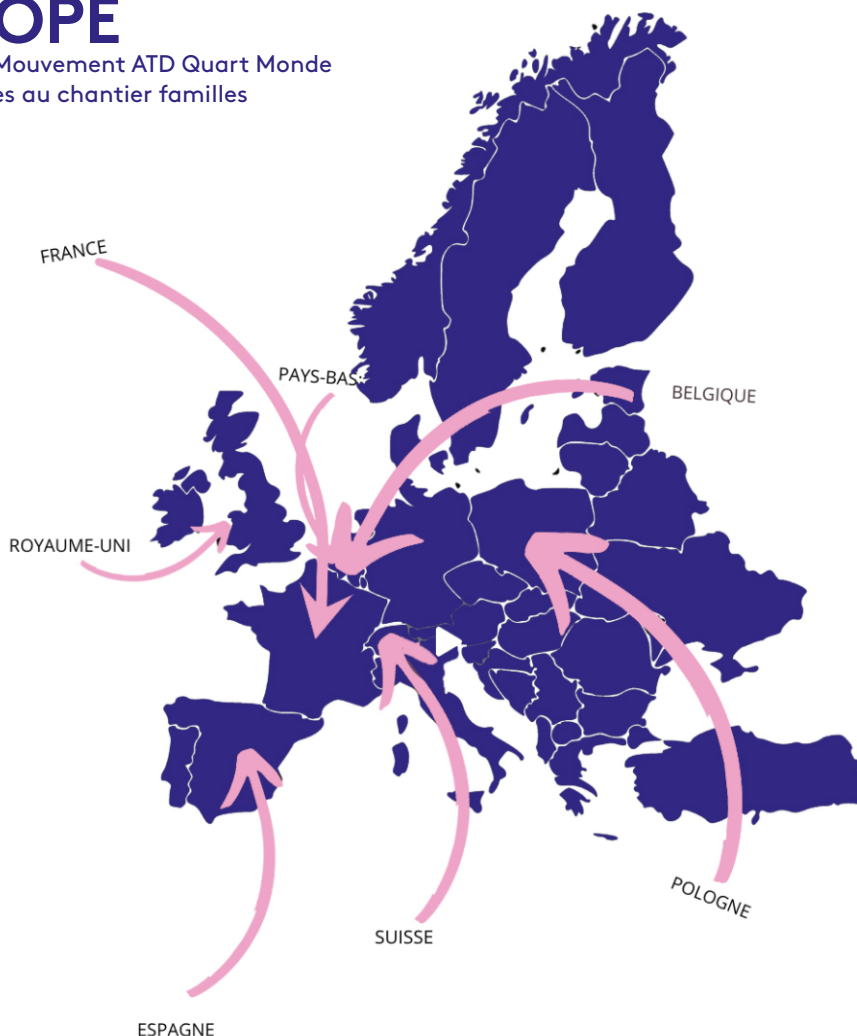 OPE
Mouvement ATD Quart Monde
es au chantier familles
FRANCE
PAYS-BAS
BELGIQUE
ROYAUME-UNI
POLOGNE
SUISSE
ESPAGNE